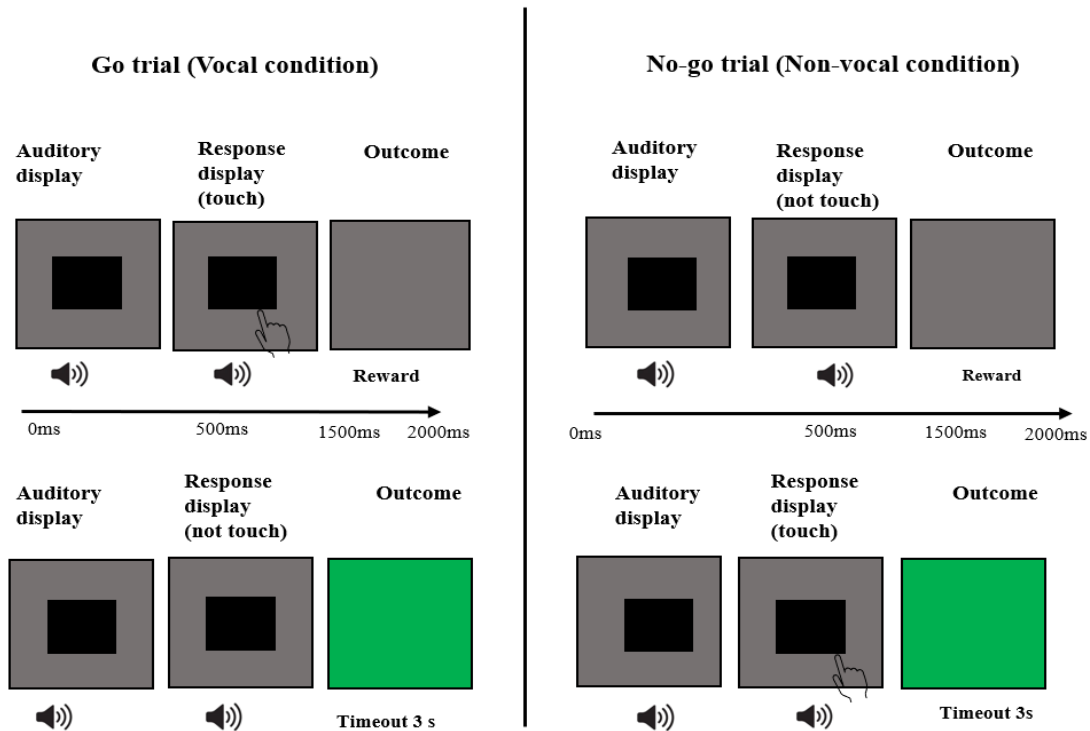 Go trial (Vocal condition)
Auditory
display
Response
display
(touch)
Outcome
Reward
0ms
500ms
1500ms
2000ms
Auditory
display
Response
display
(not touch)
Outcome
Timeout 3 s
No-go trial (Non-vocal condition)
Auditory
display
Response
display
(not touch)
Outcome
Reward
0ms
500ms
1500ms
2000ms
Auditory
display
Response
display
(touch)
Outcome
Timeout 3s